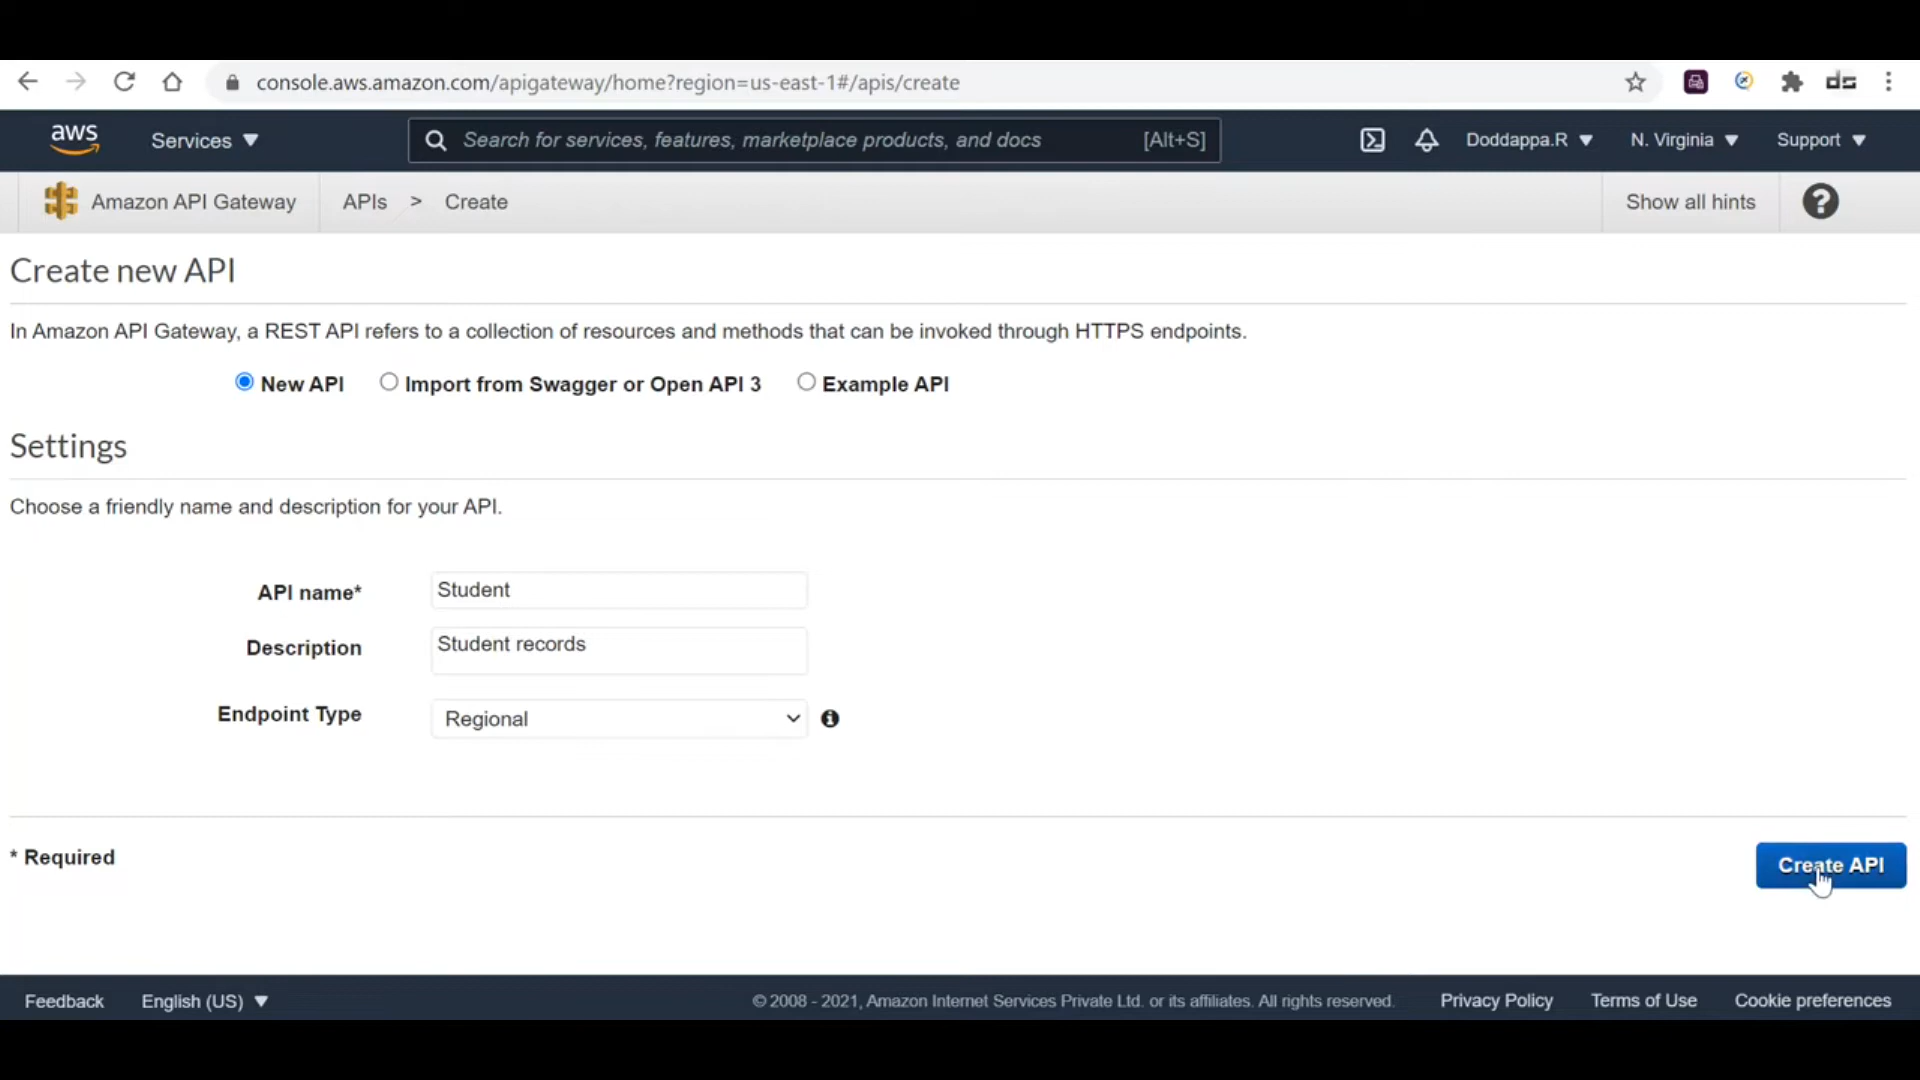 console.aws.amazon.com/apigateway/home?region=us-east-1#/apis/create
aws Services Search for services, features, marketplace products, and docs [Alt+S] Doddappa.R N. Virginia Support
Amazon API Gateway APIs > Create Show all hints ?
Create new API
In Amazon API Gateway, a REST API refers to a collection of resources and methods that can be invoked through HTTPS endpoints.
New API Import from Swagger or Open API 3 Example API
Settings
Choose a friendly name and description for your API.
API name* Student
Description Student records
Endpoint Type Regional
* Required
Create API
Feedback English (US) © 2008 - 2021, Amazon Internet Services Private Ltd. or its affiliates. All rights reserved. Privacy Policy Terms of Use Cookie preferences